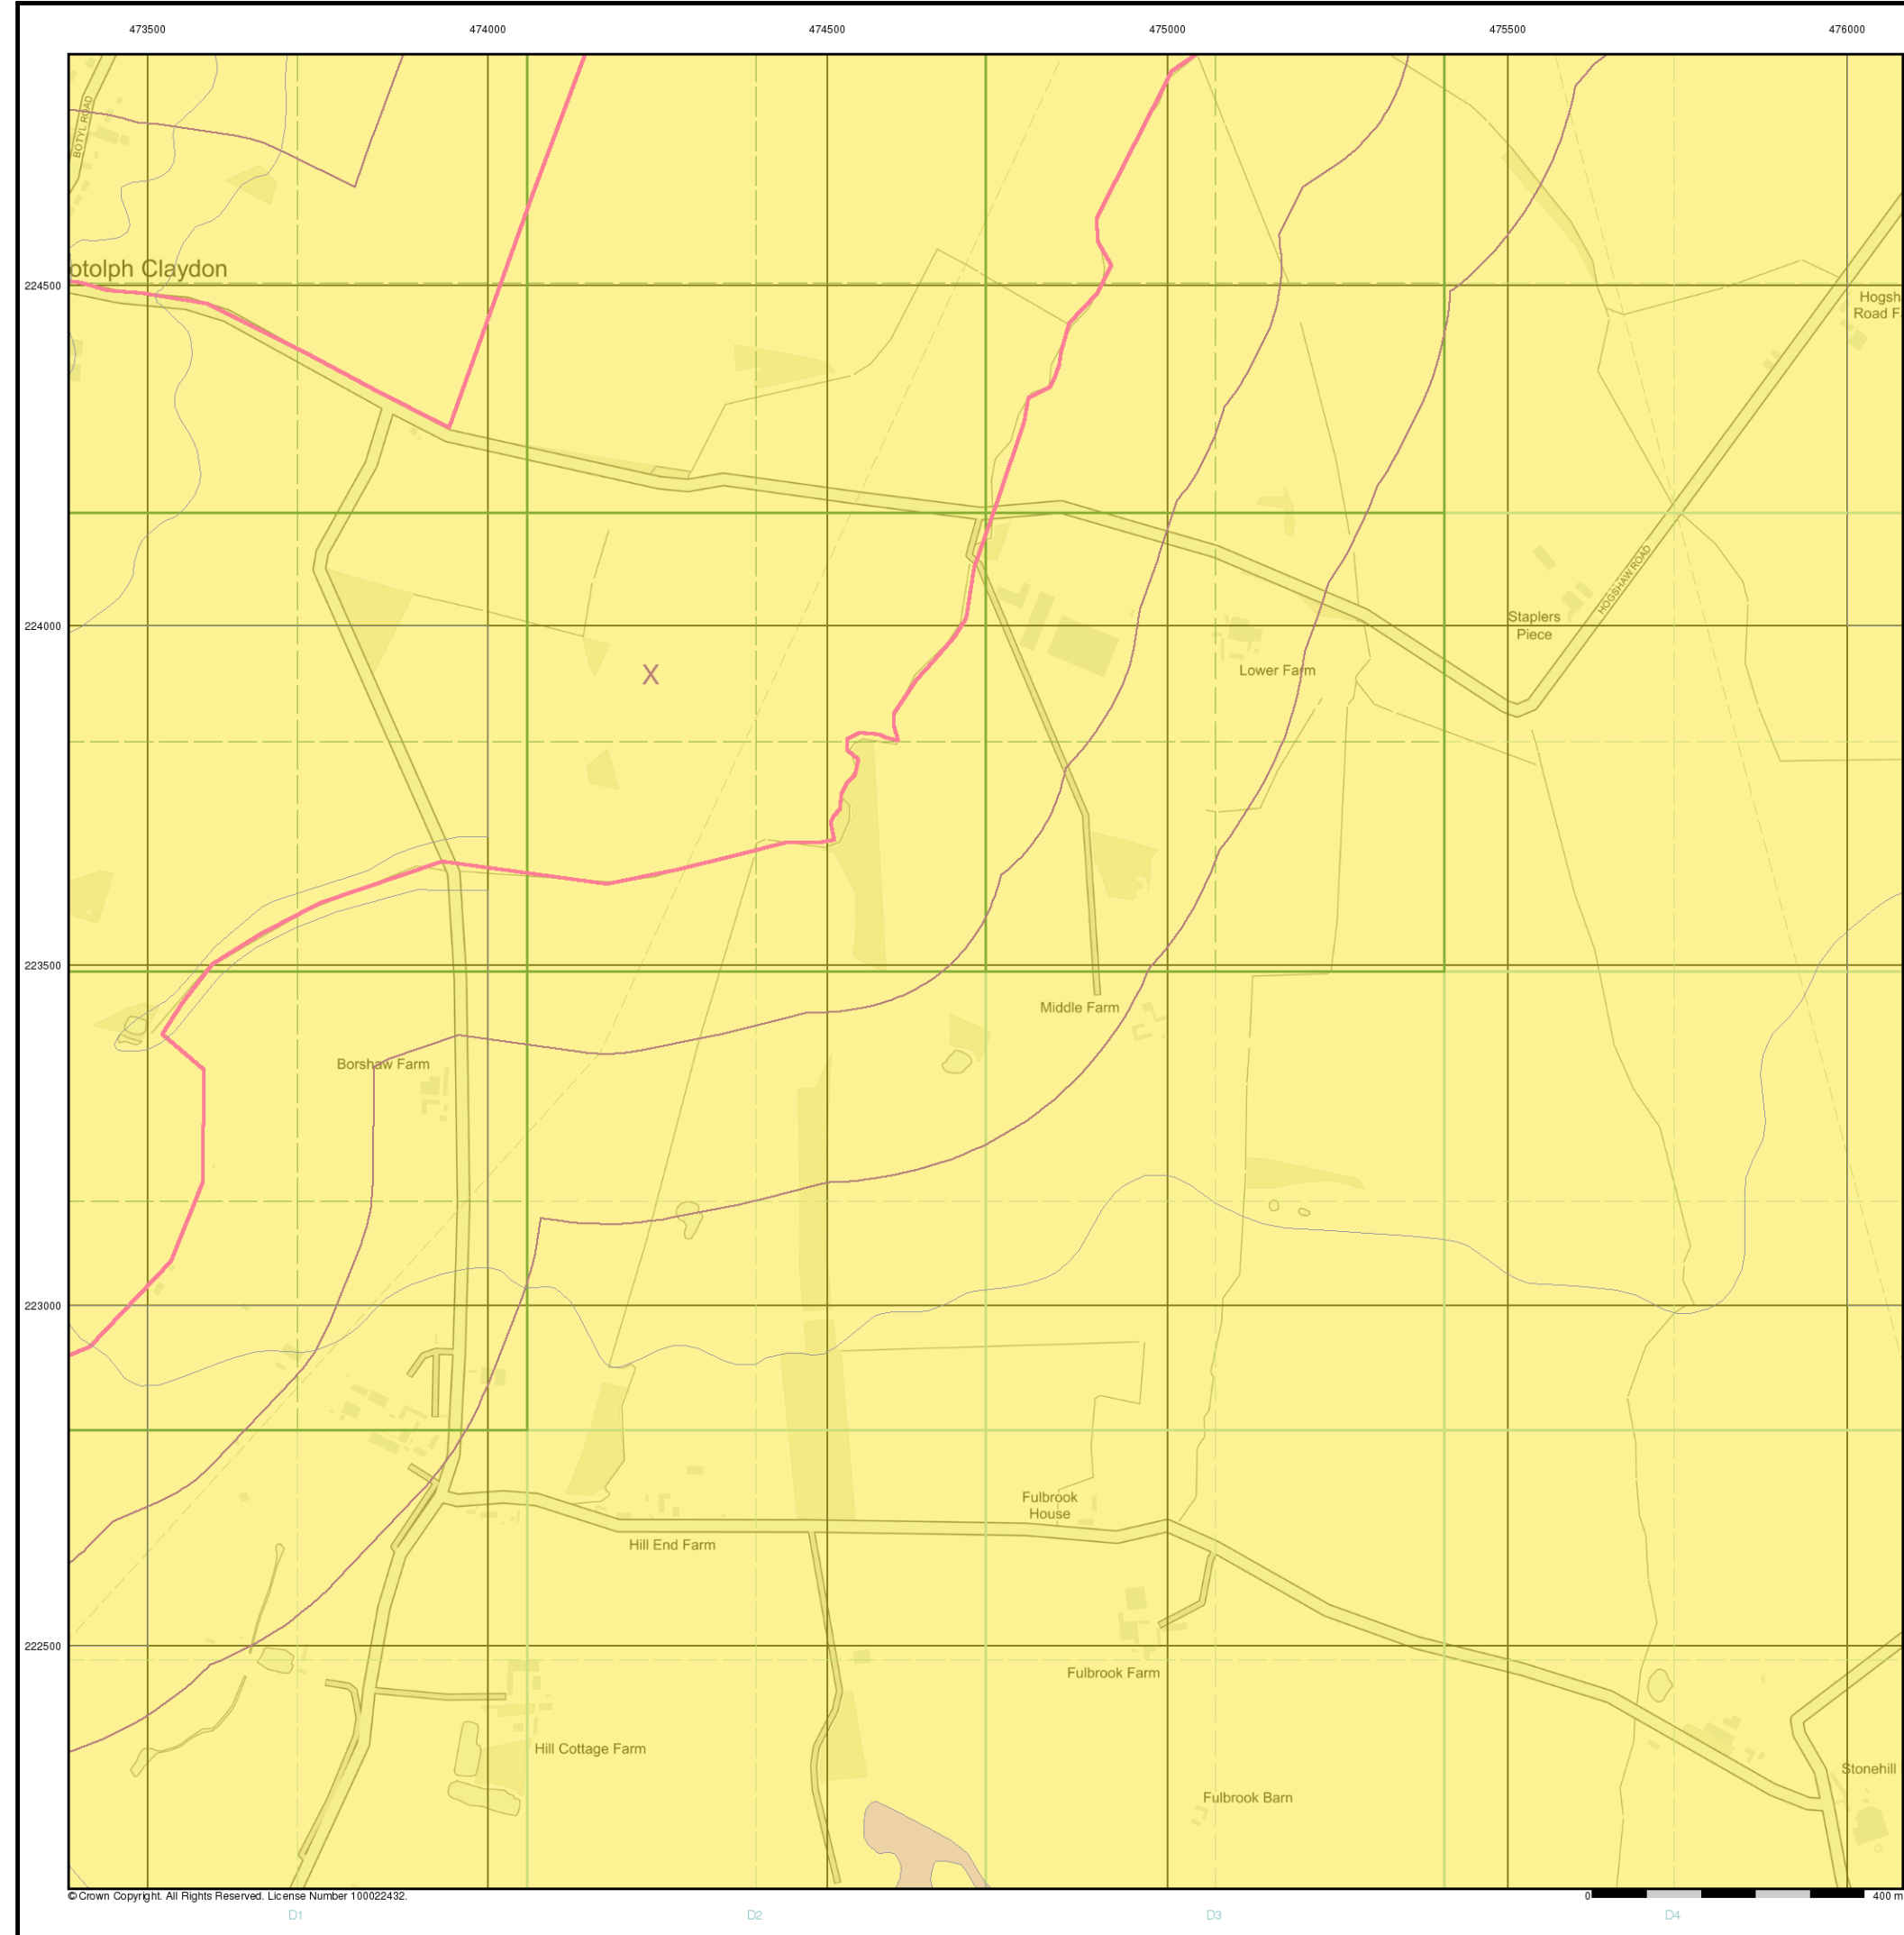 473500 474000 474500 475000 475500 476000
BOTYL ROAD
otolph Claydon
224500
Hogsh
Road F
224000
Staplers
Piece
HOGSHAW ROAD
X
Lower Farm
223500
Middle Farm
Borshaw Farm
223000
Fulbrook
House
Hill End Farm
222500
Fulbrook Farm
Hill Cottage Farm
Stonehill
Fulbrook Barn
©Crown Copyright. All Rights Reserved. License Number 100022432.
0 400 m
D1 D2 D3 D4